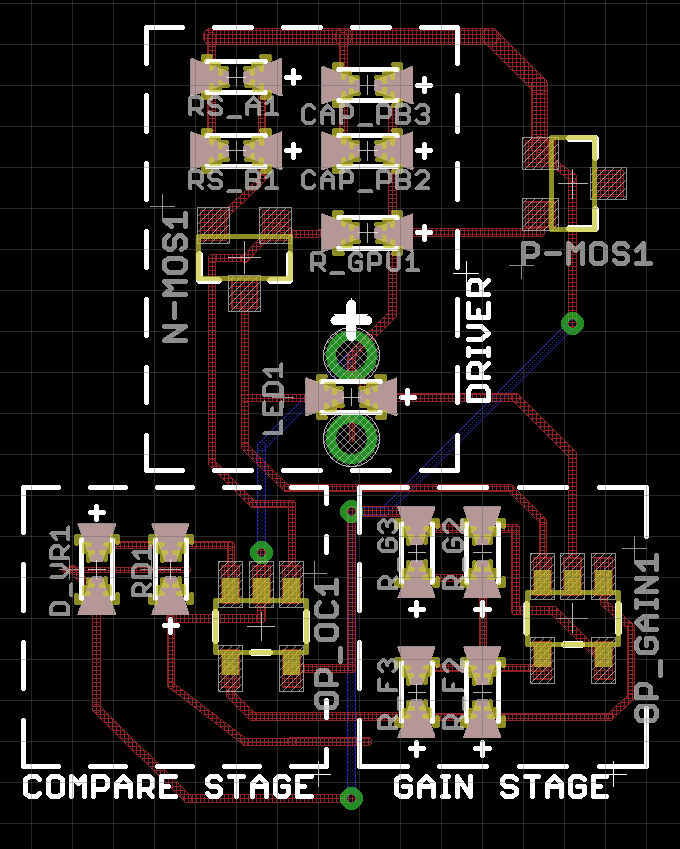 RS_A1
CAP_PB3
RS_B1
CAP_PB2
N-MOS1
P-MOS1
R_GPU1
DRIVER
LED1
D_VR1
RD1
OP_OC1
R_G3
R_G2
OP_GAIN1
R_F3
R_F2
COMPARE STAGE
GAIN STAGE